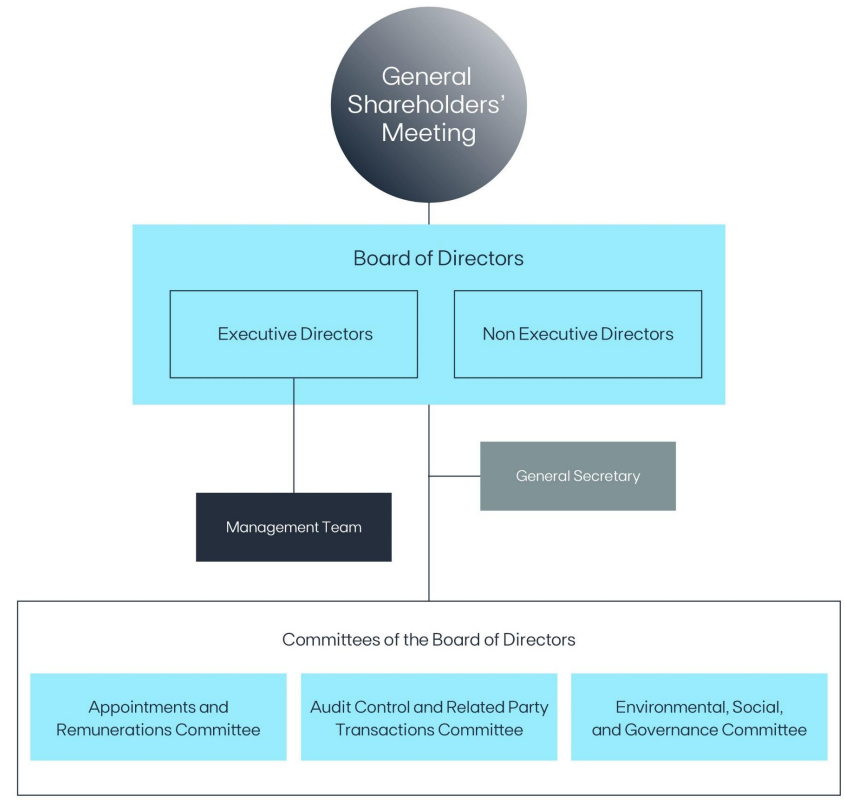 General
Shareholders’
Meeting
Board of Directors
Executive Directors
Non Executive Directors
General Secretary
Management Team
Committees of the Board of Directors
Appointments and
Remunerations Committee
Audit Control and Related Party
Transactions Committee
Environmental, Social,
and Governance Committee